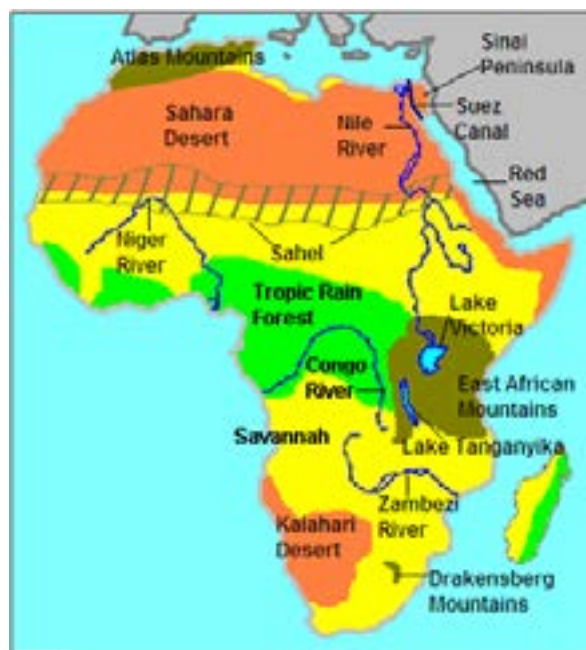 Atlas Mountains
Sinai
Peninsula
Sahara
Desert
Nile
River
Suez
Canal
Red
Sea
Niger
River
Sahel
Tropic Rain
Forest
Lake
Victoria
Congo
River
East African
Mountains
Savannah
Lake Tanganyika
Zambezi
River
Kalahari
Desert
Drakensberg
Mountains